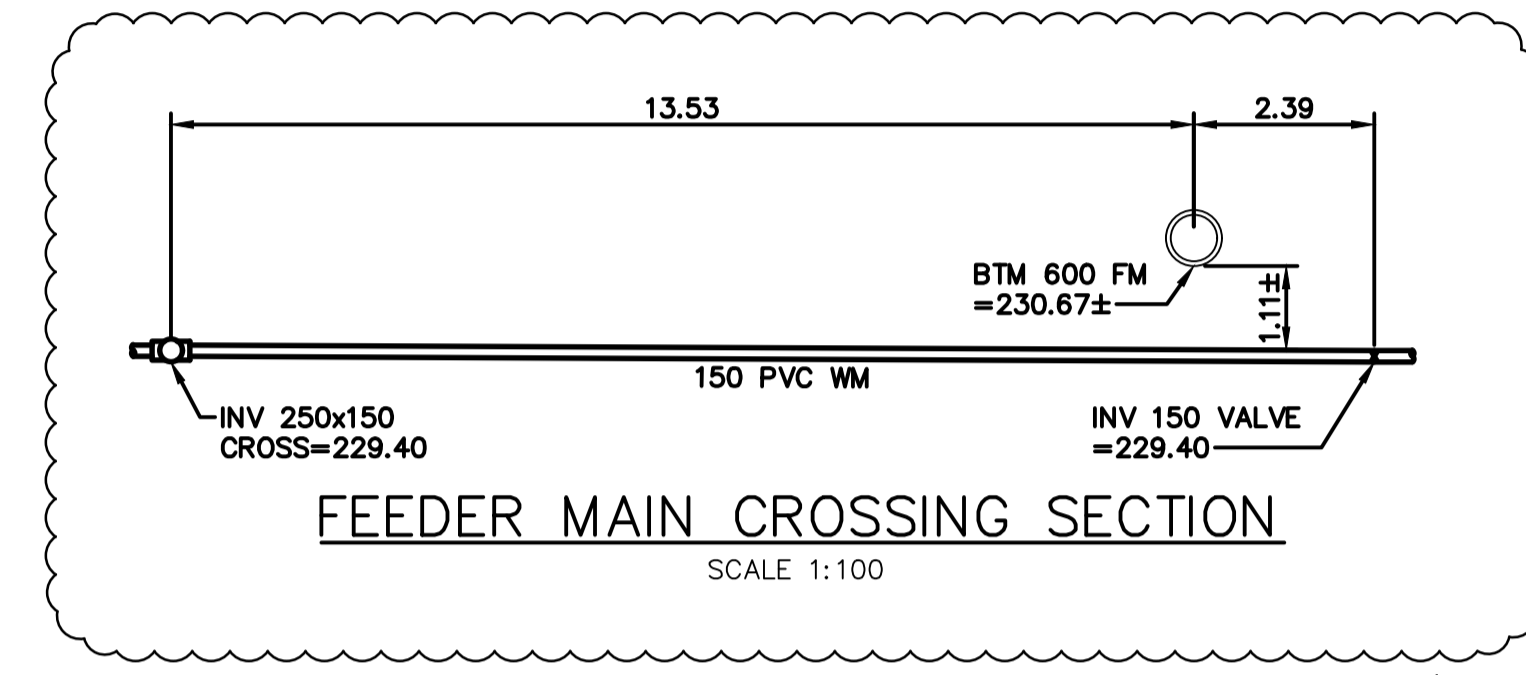 13.53
2.39
BTM 600 FM
=230.67±
1.11±
150 PVC WM
INV 250x150
CROSS=229.40
INV 150 VALVE
=229.40
FEEDER MAIN CROSSING SECTION
SCALE 1:100